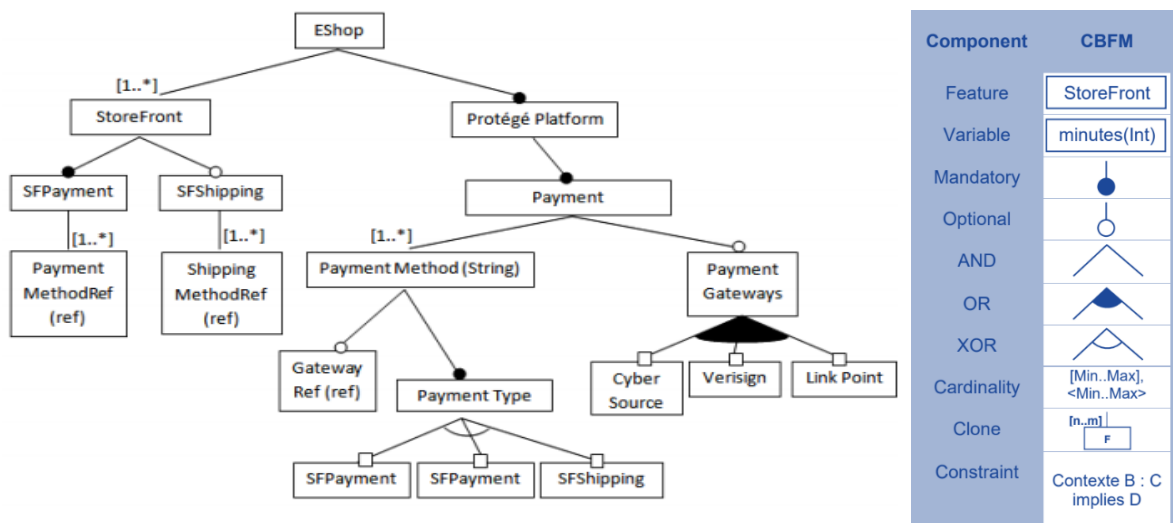 EShop
[1..*]
StoreFront
Protégé Platform
SFPayment
SFShipping
Payment
[1..*]
[1..*]
[1..*]
Payment
MethodRef
(ref)
Shipping
MethodRef
(ref)
Payment Method (String)
Payment
Gateways
Gateway
Ref (ref)
Payment Type
Cyber
Source
Verisign
Link Point
SFPayment
SFPayment
SFShipping
Component
CBFM
Feature
StoreFront
Variable
minutes(Int)
Mandatory
Optional
AND
OR
XOR
Cardinality
[Min..Max],
<Min..Max>
Clone
[n..m]
F
Constraint
Contexte B : C
implies D